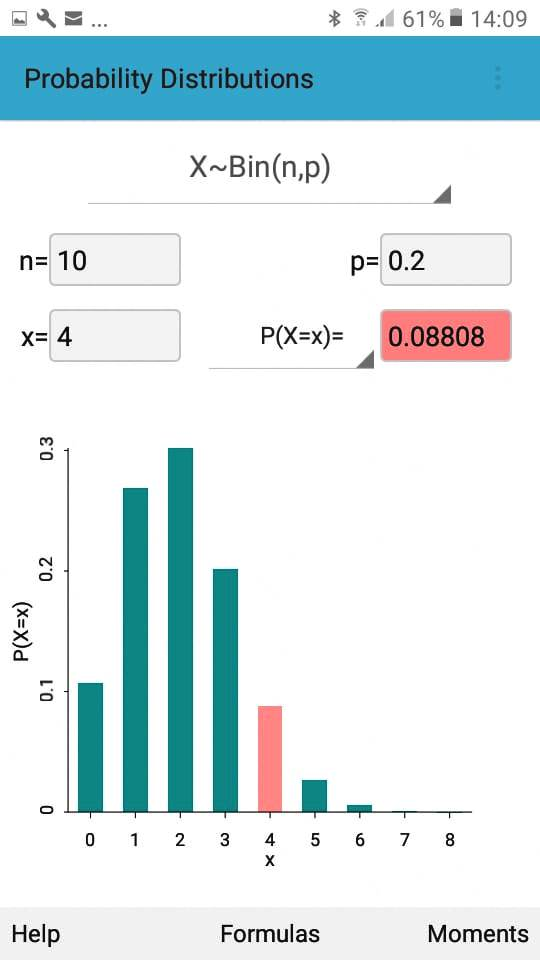 ... 61% 14:09
Probability Distributions
X~Bin(n,p)
n= 10 p= 0.2
x= 4 P(X=x)= 0.08808
0.3
0.2
0.1
0
P(X=x)
0 1 2 3 4 5 6 7 8
x
Help Formulas Moments